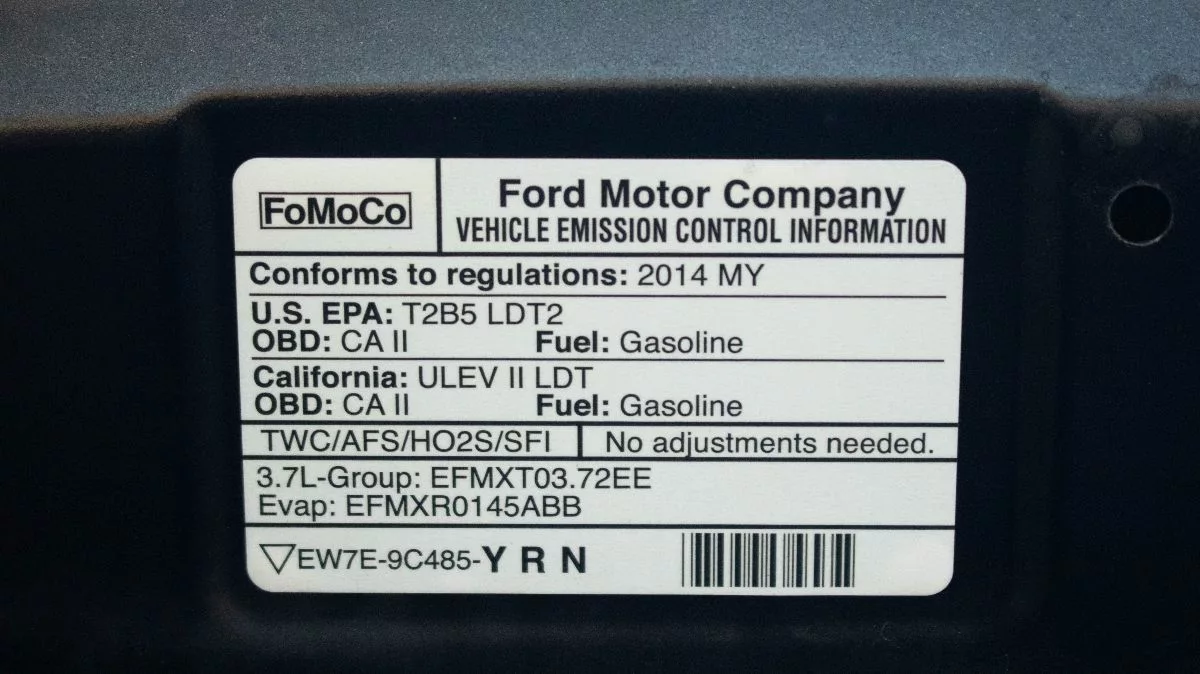 FoMoCo
Ford Motor Company
VEHICLE EMISSION CONTROL INFORMATION
Conforms to regulations: 2014 MY
U.S. EPA: T2B5 LDT2
OBD: CA II Fuel: Gasoline
California: ULEV II LDT
OBD: CA II Fuel: Gasoline
TWC/AFS/HO2S/SFI No adjustments needed.
3.7L-Group: EFMXT03.72EE
Evap: EFMXR0145ABB
▽EW7E-9C485-Y R N